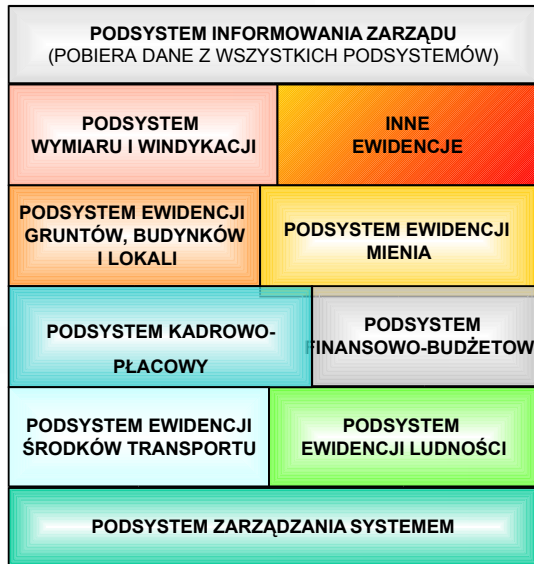 PODSYSTEM INFORMOWANIA ZARZĄDU
(POBIERA DANE Z WSZYSTKICH PODSYSTEMÓW)
PODSYSTEM
WYMIARU I WINDYKACJI
INNE
EWIDENCJE
PODSYSTEM EWIDENCJI
GRUNTÓW, BUDYNKÓW
I LOKALI
PODSYSTEM EWIDENCJI
MIENIA
PODSYSTEM KADROWO-
PŁACOWY
PODSYSTEM
FINANSOWO-BUDŻETOW
PODSYSTEM EWIDENCJI
ŚRODKÓW TRANSPORTU
PODSYSTEM
EWIDENCJI LUDNOŚCI
PODSYSTEM ZARZĄDZANIA SYSTEMEM